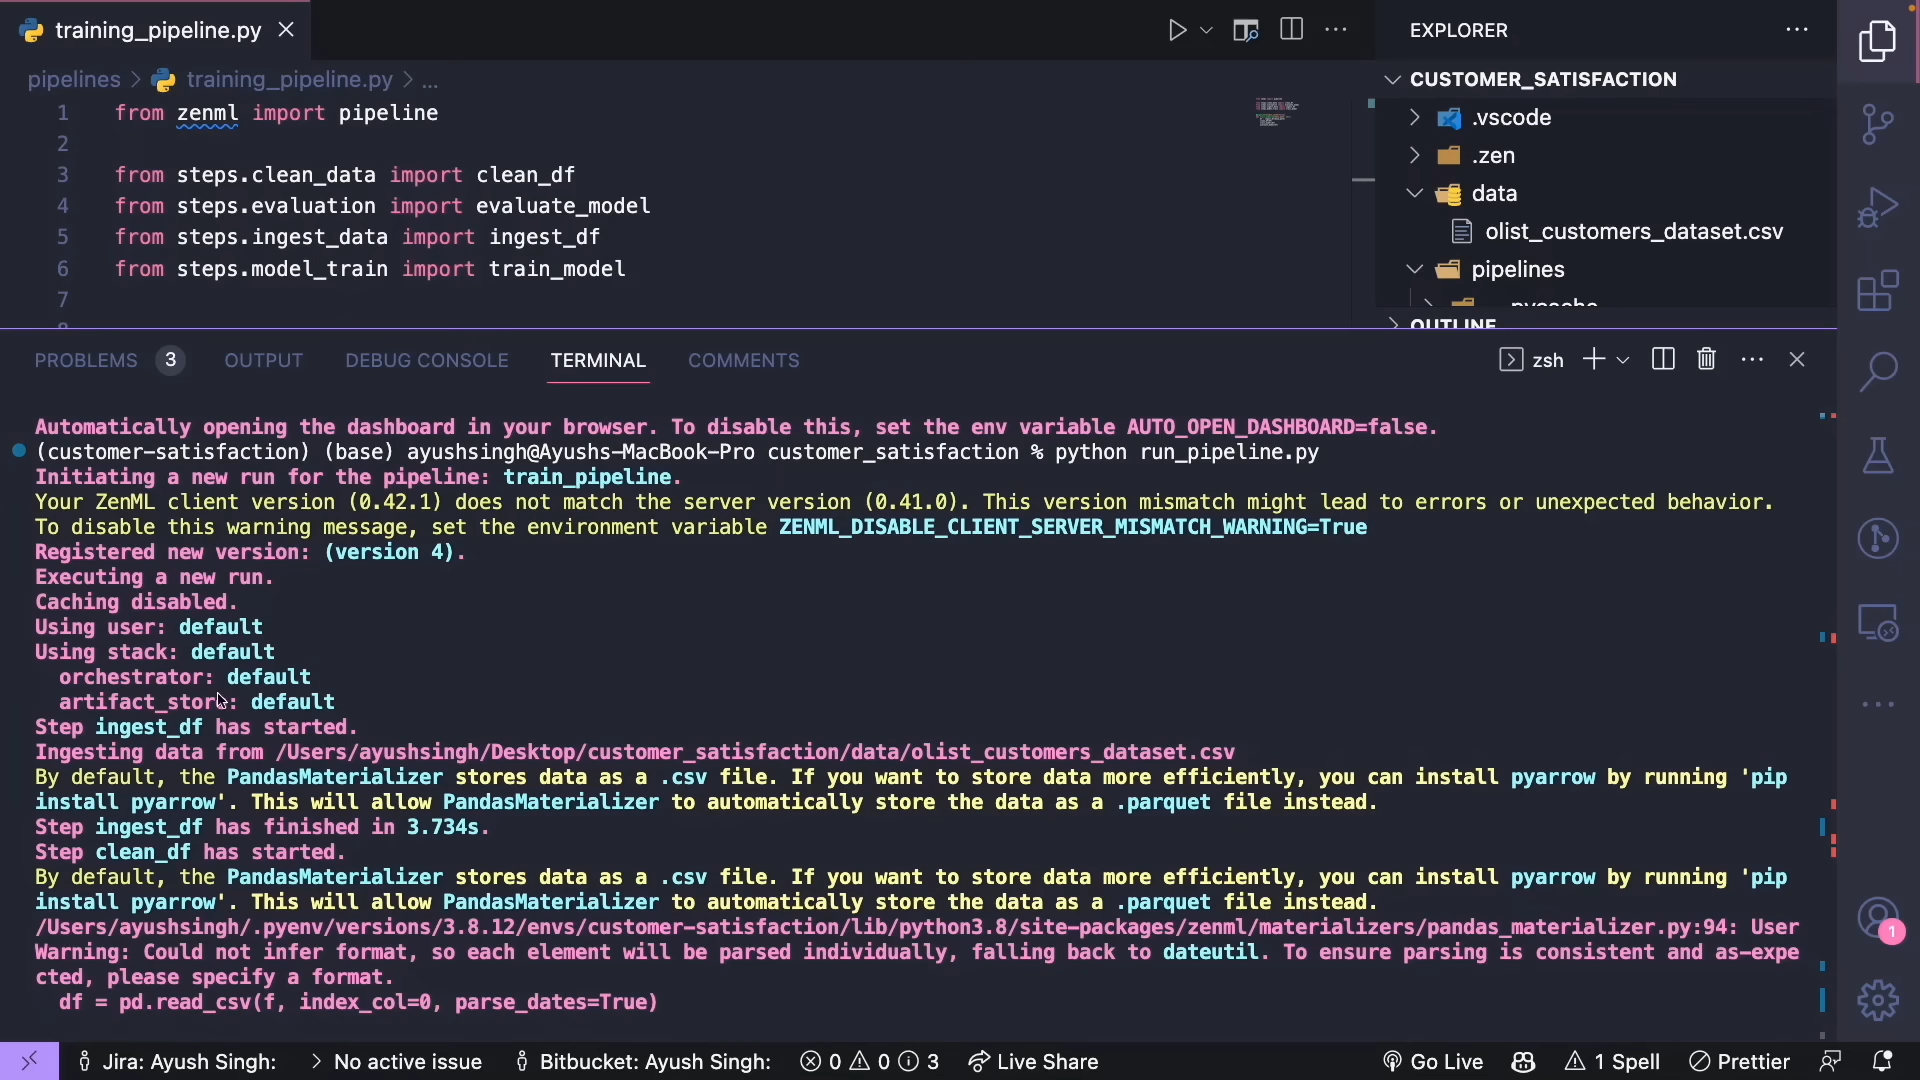 training_pipeline.py
pipelines > training_pipeline.py > ...
1 from zenml import pipeline
2
3 from steps.clean_data import clean_df
4 from steps.evaluation import evaluate_model
5 from steps.ingest_data import ingest_df
6 from steps.model_train import train_model
7
EXPLORER
CUSTOMER_SATISFACTION
.vscode
.zen
data
olist_customers_dataset.csv
pipelines
OUTLINE
PROBLEMS 3 OUTPUT DEBUG CONSOLE TERMINAL COMMENTS
zsh
Automatically opening the dashboard in your browser. To disable this, set the env variable AUTO_OPEN_DASHBOARD=false.
(customer-satisfaction) (base) ayushsingh@Ayushs-MacBook-Pro customer_satisfaction % python run_pipeline.py
Initiating a new run for the pipeline: train_pipeline.
Your ZenML client version (0.42.1) does not match the server version (0.41.0). This version mismatch might lead to errors or unexpected behavior.
To disable this warning message, set the environment variable ZENML_DISABLE_CLIENT_SERVER_MISMATCH_WARNING=True
Registered new version: (version 4).
Executing a new run.
Caching disabled.
Using user: default
Using stack: default
orchestrator: default
artifact_store: default
Step ingest_df has started.
Ingesting data from /Users/ayushsingh/Desktop/customer_satisfaction/data/olist_customers_dataset.csv
By default, the PandasMaterializer stores data as a .csv file. If you want to store data more efficiently, you can install pyarrow by running 'pip
install pyarrow'. This will allow PandasMaterializer to automatically store the data as a .parquet file instead.
Step ingest_df has finished in 3.734s.
Step clean_df has started.
By default, the PandasMaterializer stores data as a .csv file. If you want to store data more efficiently, you can install pyarrow by running 'pip
install pyarrow'. This will allow PandasMaterializer to automatically store the data as a .parquet file instead.
/Users/ayushsingh/.pyenv/versions/3.8.12/envs/customer-satisfaction/lib/python3.8/site-packages/zenml/materializers/pandas_materializer.py:94: User
Warning: Could not infer format, so each element will be parsed individually, falling back to dateutil. To ensure parsing is consistent and as-expe
cted, please specify a format.
df = pd.read_csv(f, index_col=0, parse_dates=True)
1
Jira: Ayush Singh: > No active issue Bitbucket: Ayush Singh: 0 0 3 Live Share Go Live 1 Spell Prettier